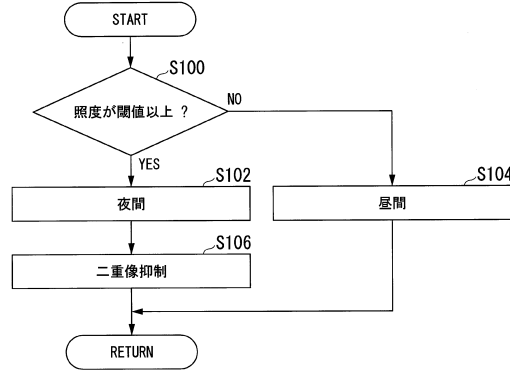 START
S100
照度が閾値以上 ?
NO
YES
S102
夜間
S104
昼間
S106
二重像抑制
RETURN